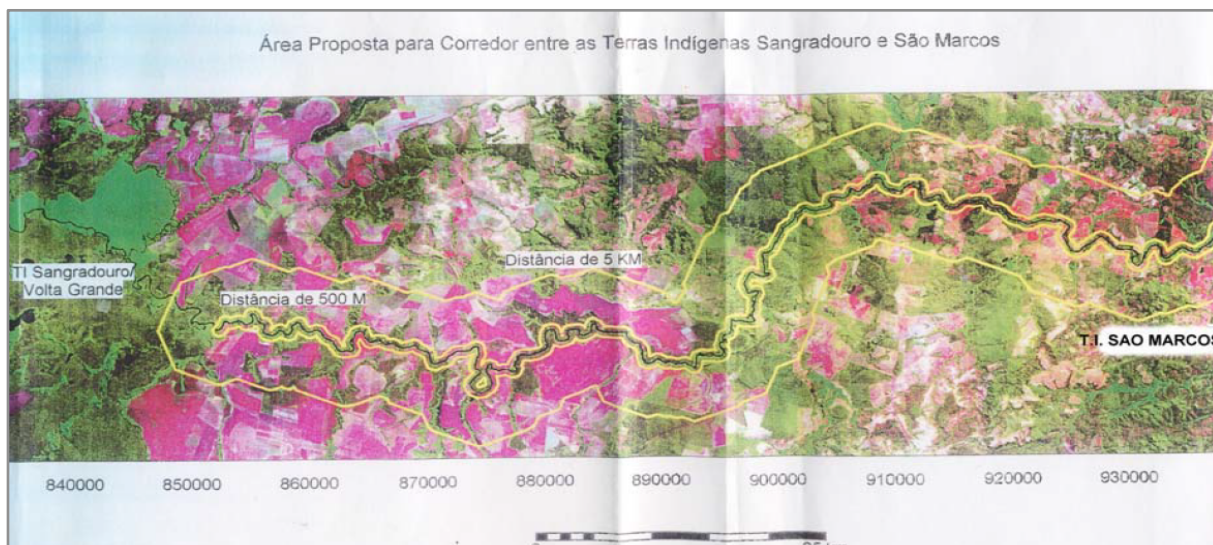 Área Proposta para Corredor entre as Terras Indígenas Sangradouro e São Marcos
Distância de 5 KM
TI Sangradouro/
Volta Grande
Distância de 500 M
T.I. SAO MARCOS
840000 850000 860000 870000 880000 890000 900000 910000 920000 930000